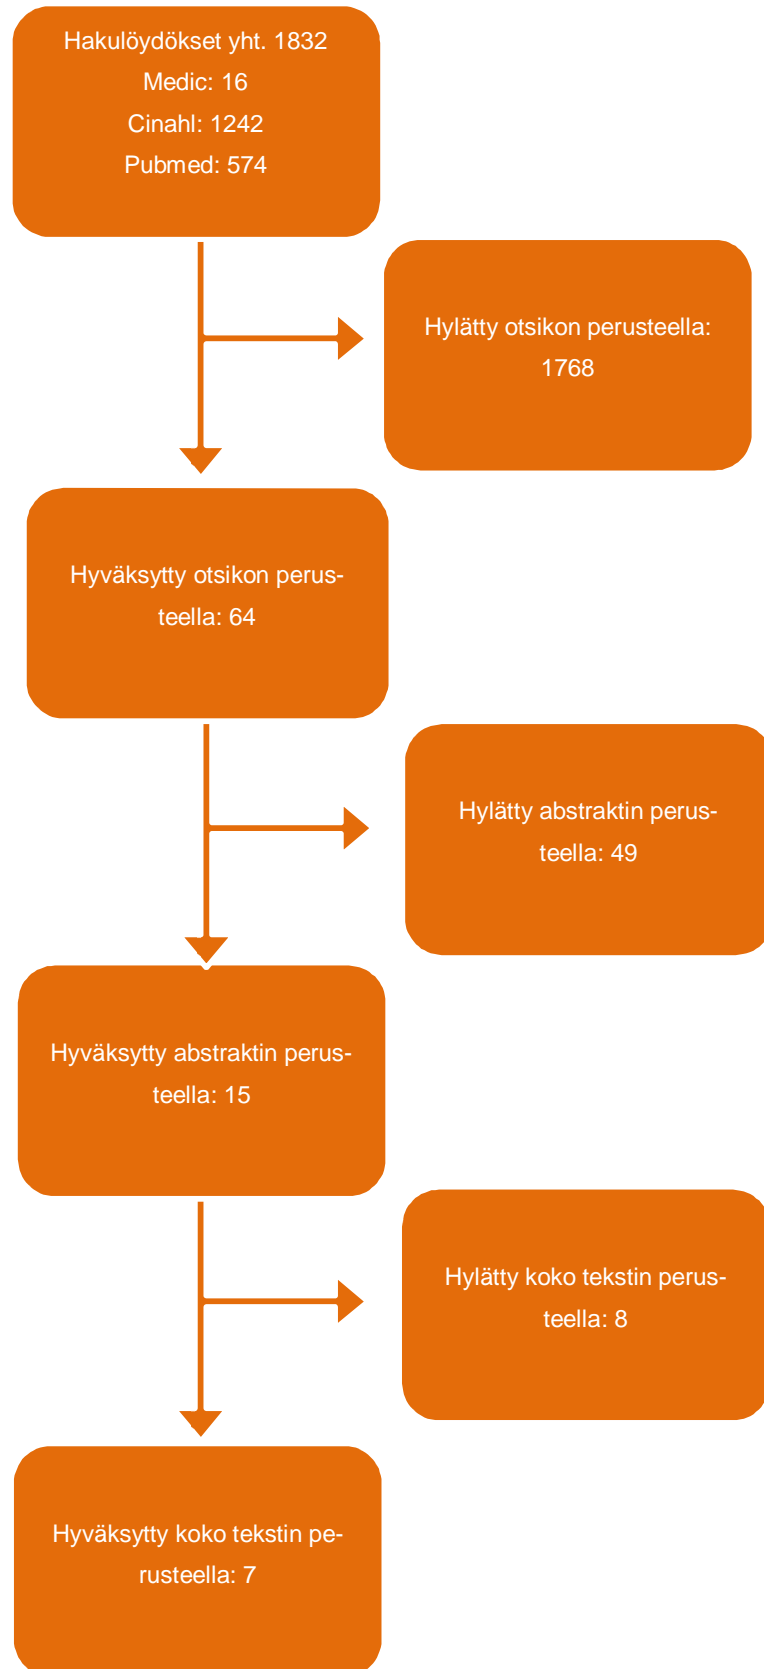 Hakulöydökset yht. 1832
Medic: 16
Cinahl: 1242
Pubmed: 574
Hylätty otsikon perusteella:
1768
Hyväksytty otsikon perus-
teella: 64
Hylätty abstraktin perus-
teella: 49
Hyväksytty abstraktin perus-
teella: 15
Hylätty koko tekstin perus-
teella: 8
Hyväksytty koko tekstin pe-
rusteella: 7